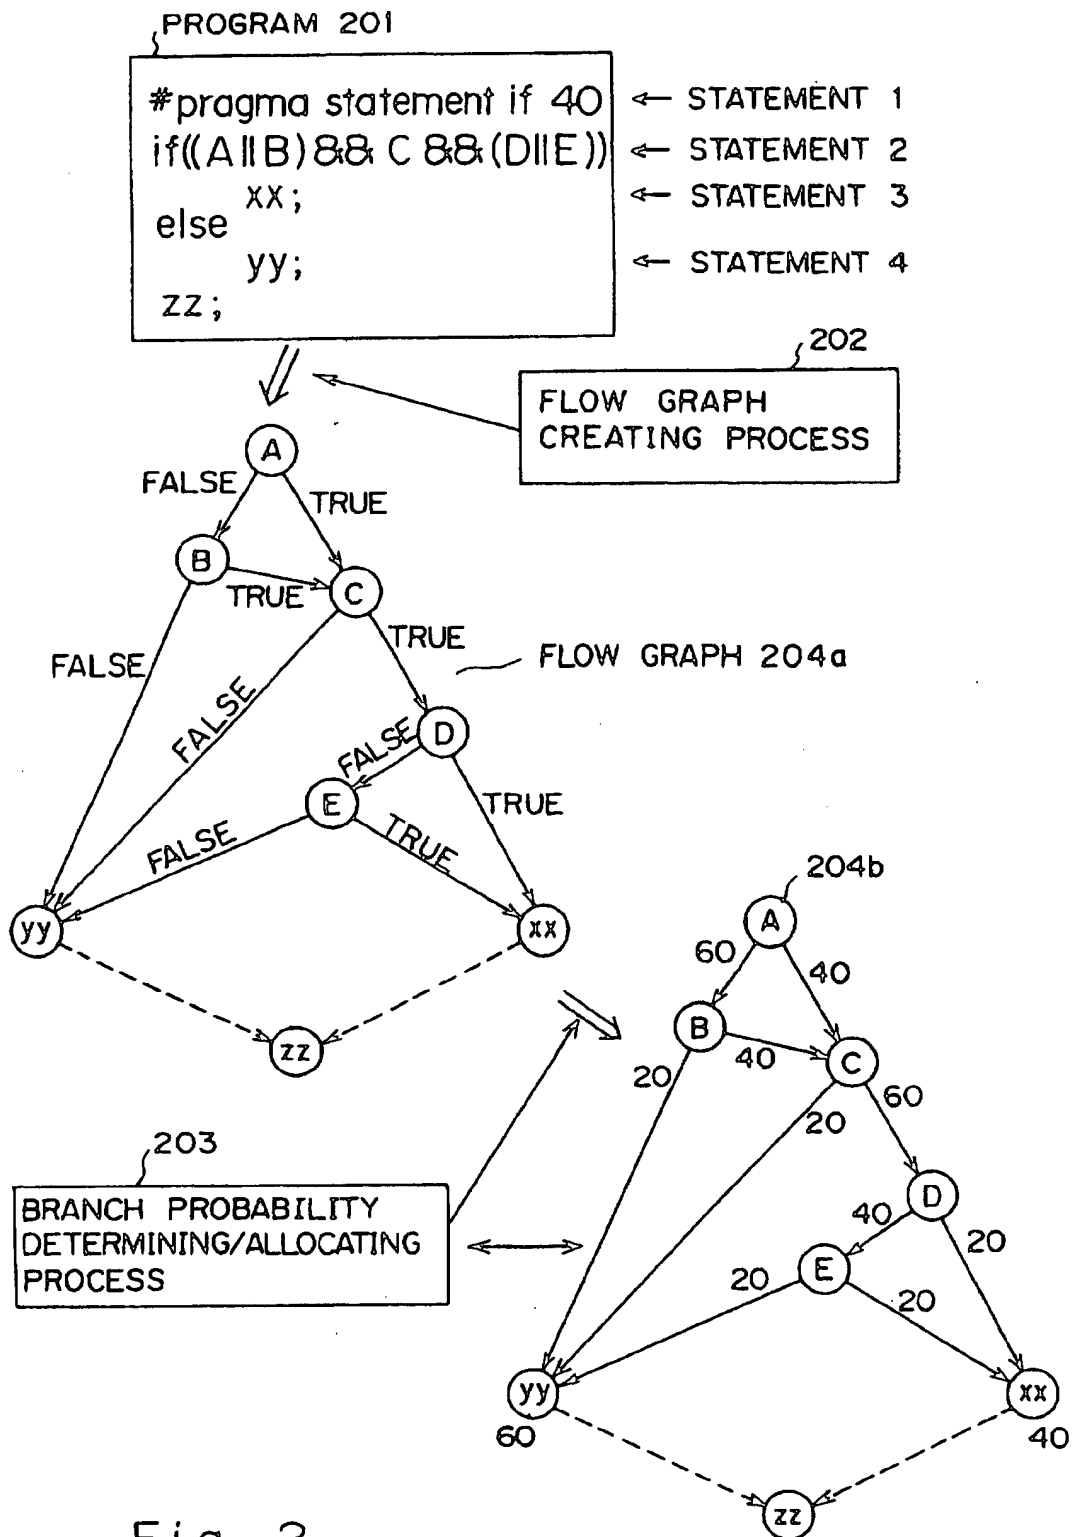 PROGRAM 201
#pragma statement if 40
if((A||B)&& C &&(D||E))
xx;
else
yy;
zz;
← STATEMENT 1
← STATEMENT 2
← STATEMENT 3
← STATEMENT 4
202
FLOW GRAPH
CREATING PROCESS
A
FALSE
TRUE
B
TRUE
C
FALSE
FALSE
TRUE
FLOW GRAPH 204a
D
FALSE
E
TRUE
FALSE
TRUE
yy
xx
zz
204b
A
60
40
B
40
C
20
20
60
D
40
20
E
20
20
yy
60
xx
40
zz
203
BRANCH PROBABILITY
DETERMINING/ALLOCATING
PROCESS